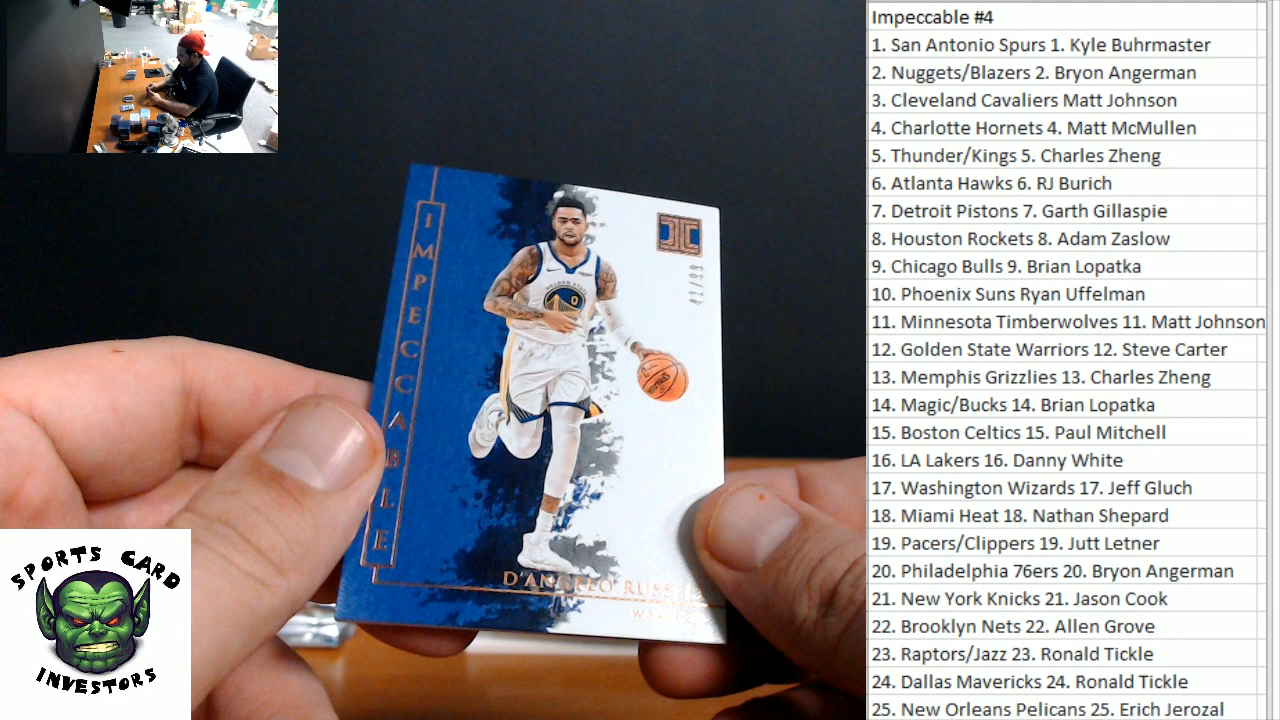 Impeccable #4
1. San Antonio Spurs 1. Kyle Buhrmaster
2. Nuggets/Blazers 2. Bryon Angerman
3. Cleveland Cavaliers Matt Johnson
4. Charlotte Hornets 4. Matt McMullen
5. Thunder/Kings 5. Charles Zheng
6. Atlanta Hawks 6. RJ Burich
7. Detroit Pistons 7. Garth Gillaspie
8. Houston Rockets 8. Adam Zaslow
9. Chicago Bulls 9. Brian Lopatka
10. Phoenix Suns Ryan Uffelman
11. Minnesota Timberwolves 11. Matt Johnson
12. Golden State Warriors 12. Steve Carter
13. Memphis Grizzlies 13. Charles Zheng
14. Magic/Bucks 14. Brian Lopatka
15. Boston Celtics 15. Paul Mitchell
16. LA Lakers 16. Danny White
17. Washington Wizards 17. Jeff Gluch
18. Miami Heat 18. Nathan Shepard
19. Pacers/Clippers 19. Jutt Letner
20. Philadelphia 76ers 20. Bryon Angerman
21. New York Knicks 21. Jason Cook
22. Brooklyn Nets 22. Allen Grove
23. Raptors/Jazz 23. Ronald Tickle
24. Dallas Mavericks 24. Ronald Tickle
25. New Orleans Pelicans 25. Erich Jerozal
IMPECCABLE
0
D'ANGELO
SPORTS CARD
INVESTORS